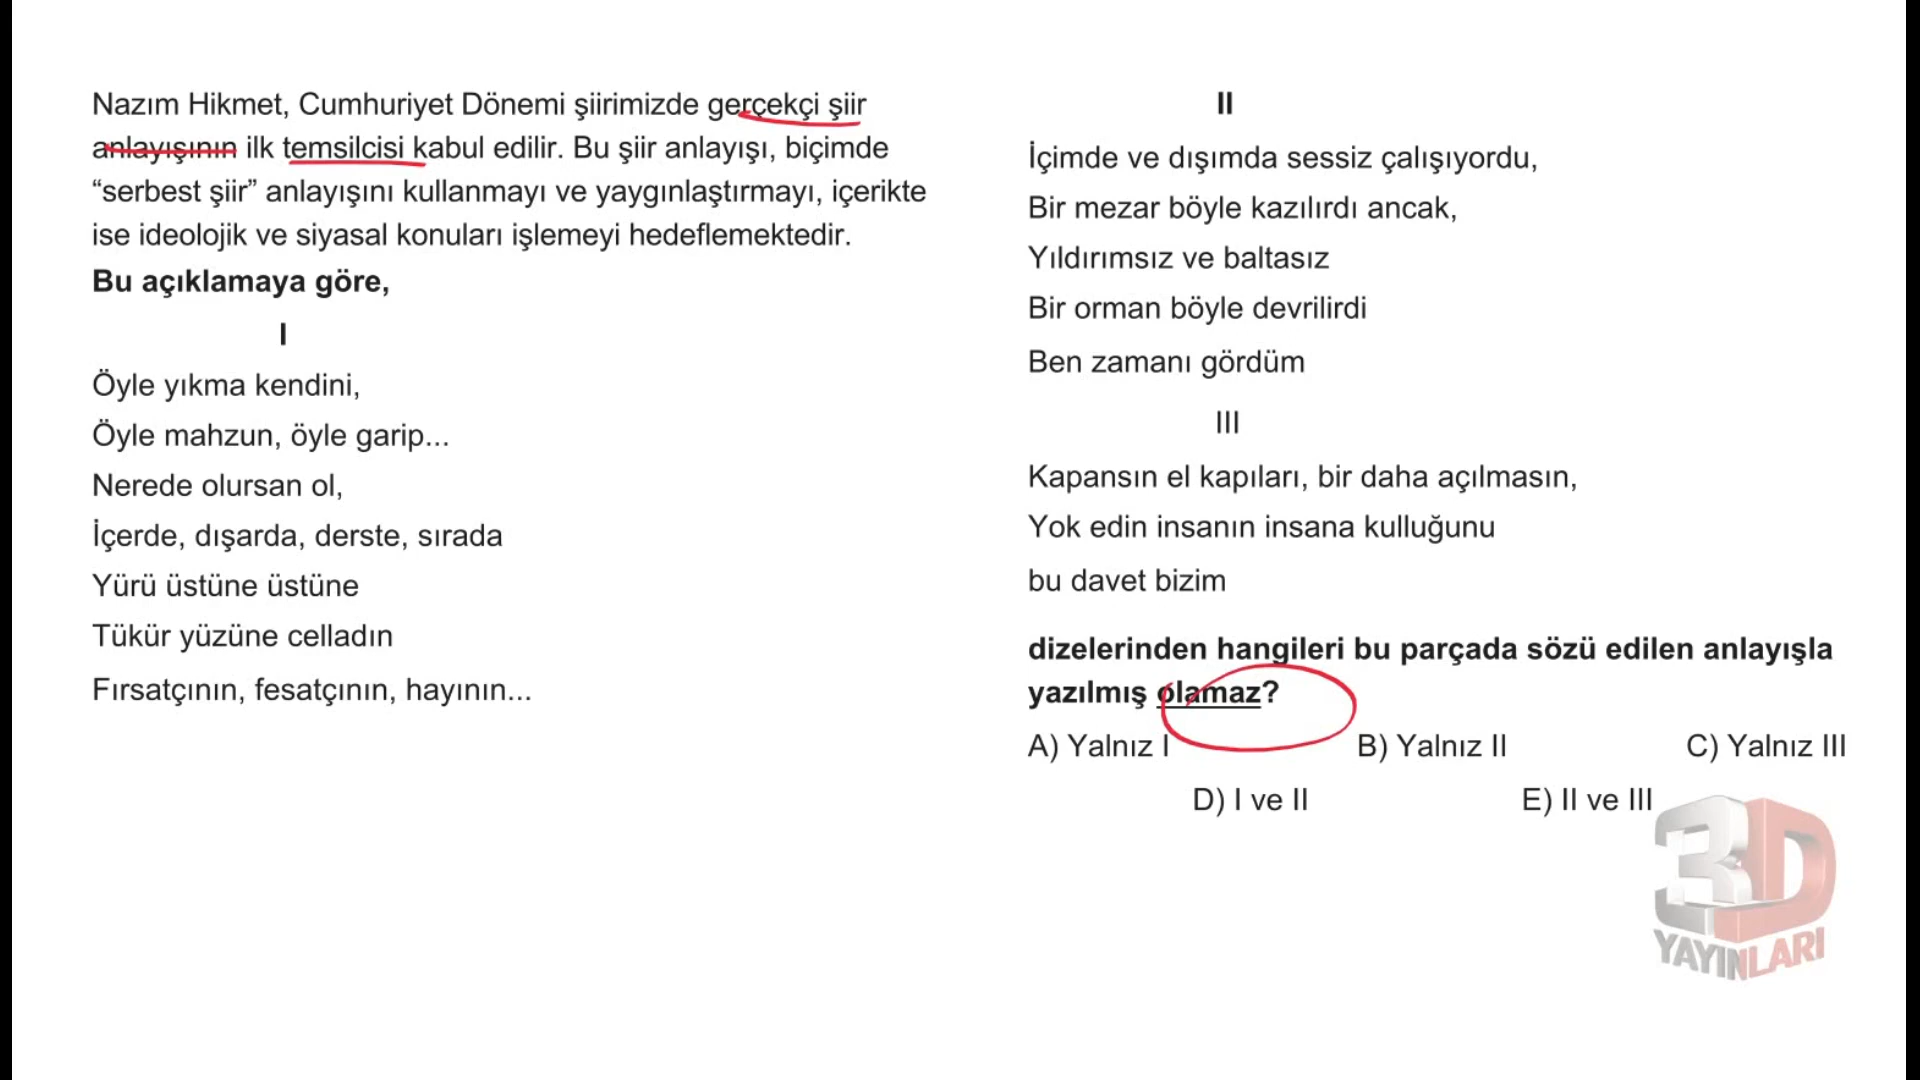 Nazım Hikmet, Cumhuriyet Dönemi şiirimizde gerçekçi şiir
anlayışının ilk temsilcisi kabul edilir. Bu şiir anlayışı, biçimde
“serbest şiir” anlayışını kullanmayı ve yaygınlaştırmayı, içerikte
ise ideolojik ve siyasal konuları işlemeyi hedeflemektedir.
Bu açıklamaya göre,
I
Öyle yıkma kendini,
Öyle mahzun, öyle garip...
Nerede olursan ol,
İçerde, dışarda, derste, sırada
Yürü üstüne üstüne
Tükür yüzüne celladın
Fırsatçının, fesatçının, hayının...
II
İçimde ve dışımda sessiz çalışıyordu,
Bir mezar böyle kazılırdı ancak,
Yıldırımsız ve baltasız
Bir orman böyle devrilirdi
Ben zamanı gördüm
III
Kapansın el kapıları, bir daha açılmasın,
Yok edin insanın insana kulluğunu
bu davet bizim
dizelerinden hangileri bu parçada sözü edilen anlayışla
yazılmış olamaz?
A) Yalnız I B) Yalnız II C) Yalnız III
D) I ve II E) II ve III
3D
YAYINLARI